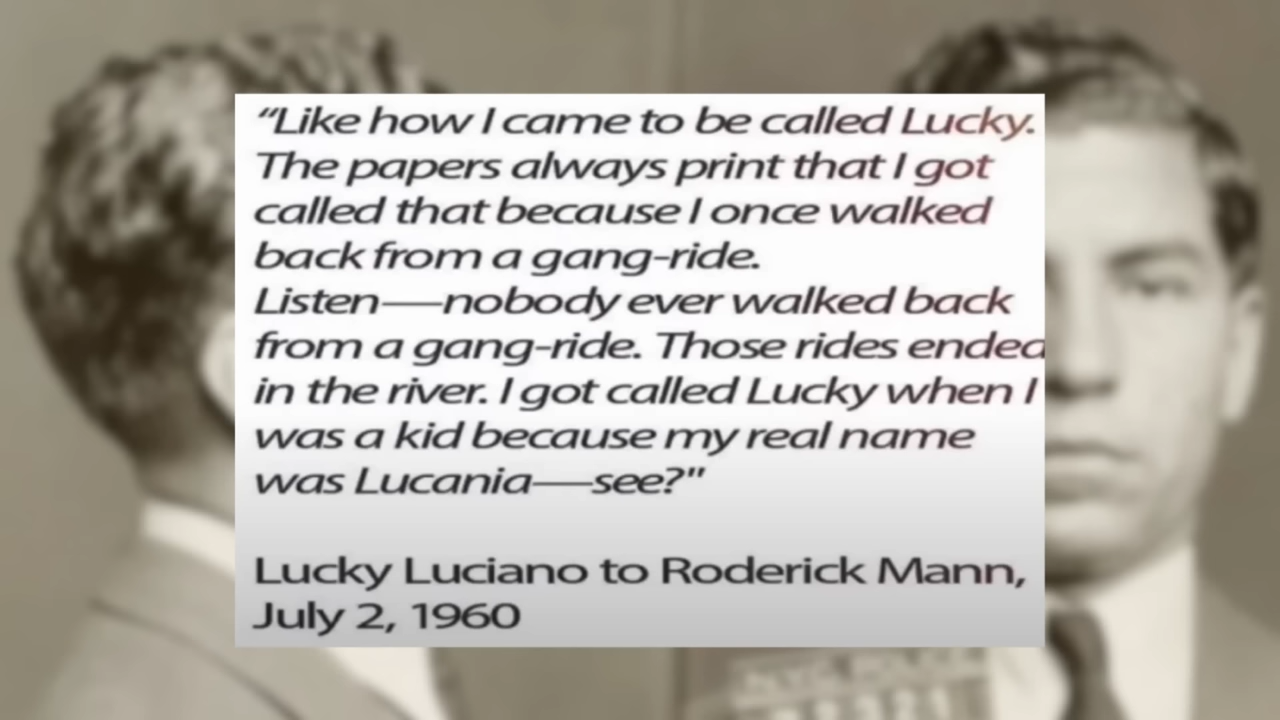 “Like how I came to be called Lucky.
The papers always print that I got
called that because I once walked
back from a gang-ride.
Listen—nobody ever walked back
from a gang-ride. Those rides ended
in the river. I got called Lucky when I
was a kid because my real name
was Lucania—see?"
Lucky Luciano to Roderick Mann,
July 2, 1960
POLICE